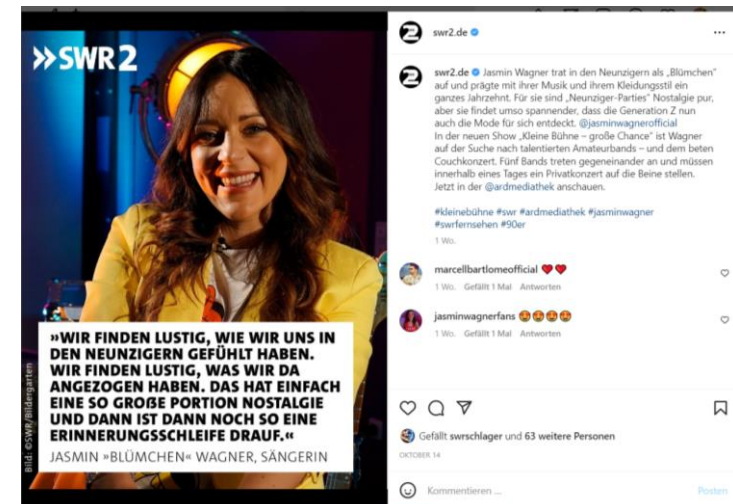 »SWR2
»WIR FINDEN LUSTIG, WIE WIR UNS IN
DEN NEUNZIGERN GEFÜHLT HABEN.
WIR FINDEN LUSTIG, WAS WIR DA
ANGEZOGEN HABEN. DAS HAT EINFACH
EINE SO GROẞE PORTION NOSTALGIE
UND DANN IST DANN NOCH SO EINE
ERINNERUNGSSCHLEIFE DRAUF.«
JASMIN »BLÜMCHEN« WAGNER, SÄNGERIN
Bild: ©SWR/Bildergarten
swr2.de
swr2.de Jasmin Wagner trat in den Neunzigern als „Blümchen"
auf und prägte mit ihrer Musik und ihrem Kleidungsstil ein
ganzes Jahrzehnt. Für sie sind „Neunziger-Parties" Nostalgie pur,
aber sie findet umso spannender, dass die Generation Z nun
auch die Mode für sich entdeckt. @jasminwagnerofficial
In der neuen Show „Kleine Bühne – große Chance" ist Wagner
auf der Suche nach talentierten Amateurbands – und dem beten
Couchkonzert. Fünf Bands treten gegeneinander an und müssen
innerhalb eines Tages ein Privatkonzert auf die Beine stellen.
Jetzt in der @ardmediathek anschauen.
#kleinebühne #swr #ardmediathek #jasminwagner
#swrfernsehen #90er
1 Wo.
marcellbartlomeofficial ❤️❤️
1 Wo. Gefällt 1 Mal Antworten
jasminwagnerfans 🤩🤩🤩🤩
1 Wo. Gefällt 1 Mal Antworten
Gefällt swrschlager und 63 weitere Personen
OKTOBER 14
Kommentieren ... Posten